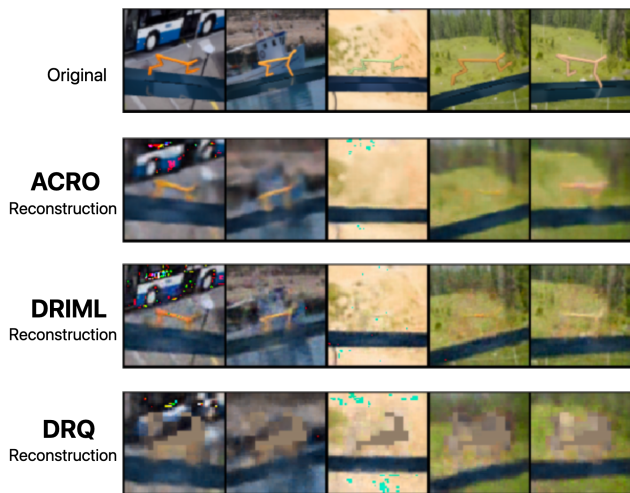 Original
ACRO
Reconstruction
DRIML
Reconstruction
DRQ
Reconstruction